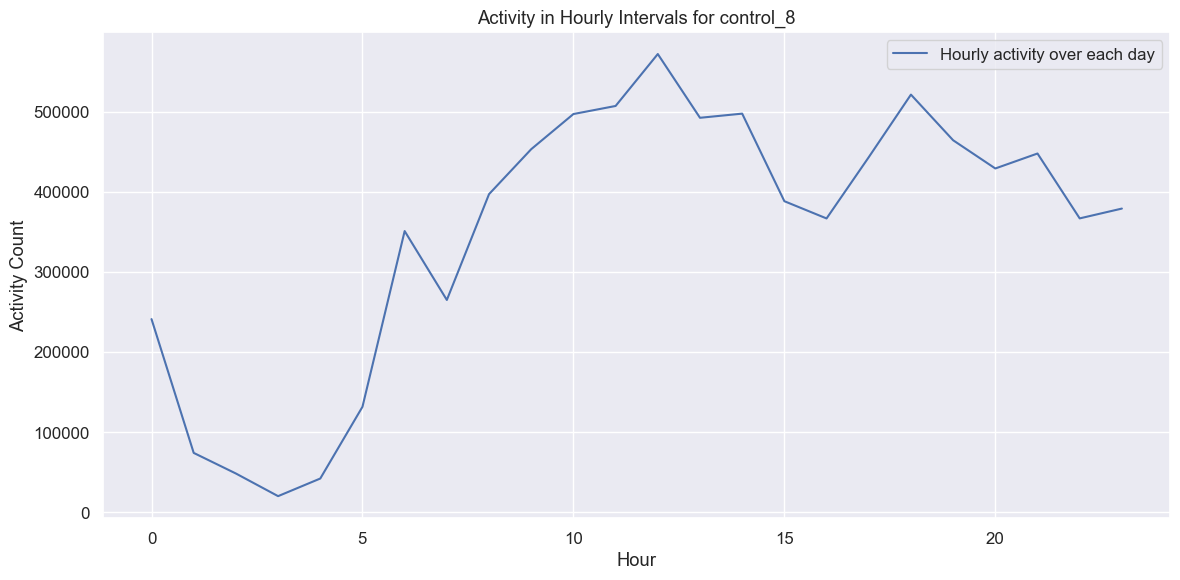 Activity in Hourly Intervals for control_8
Hourly activity over each day
Activity Count
500000
400000
300000
200000
100000
0
0 5 10 15 20
Hour